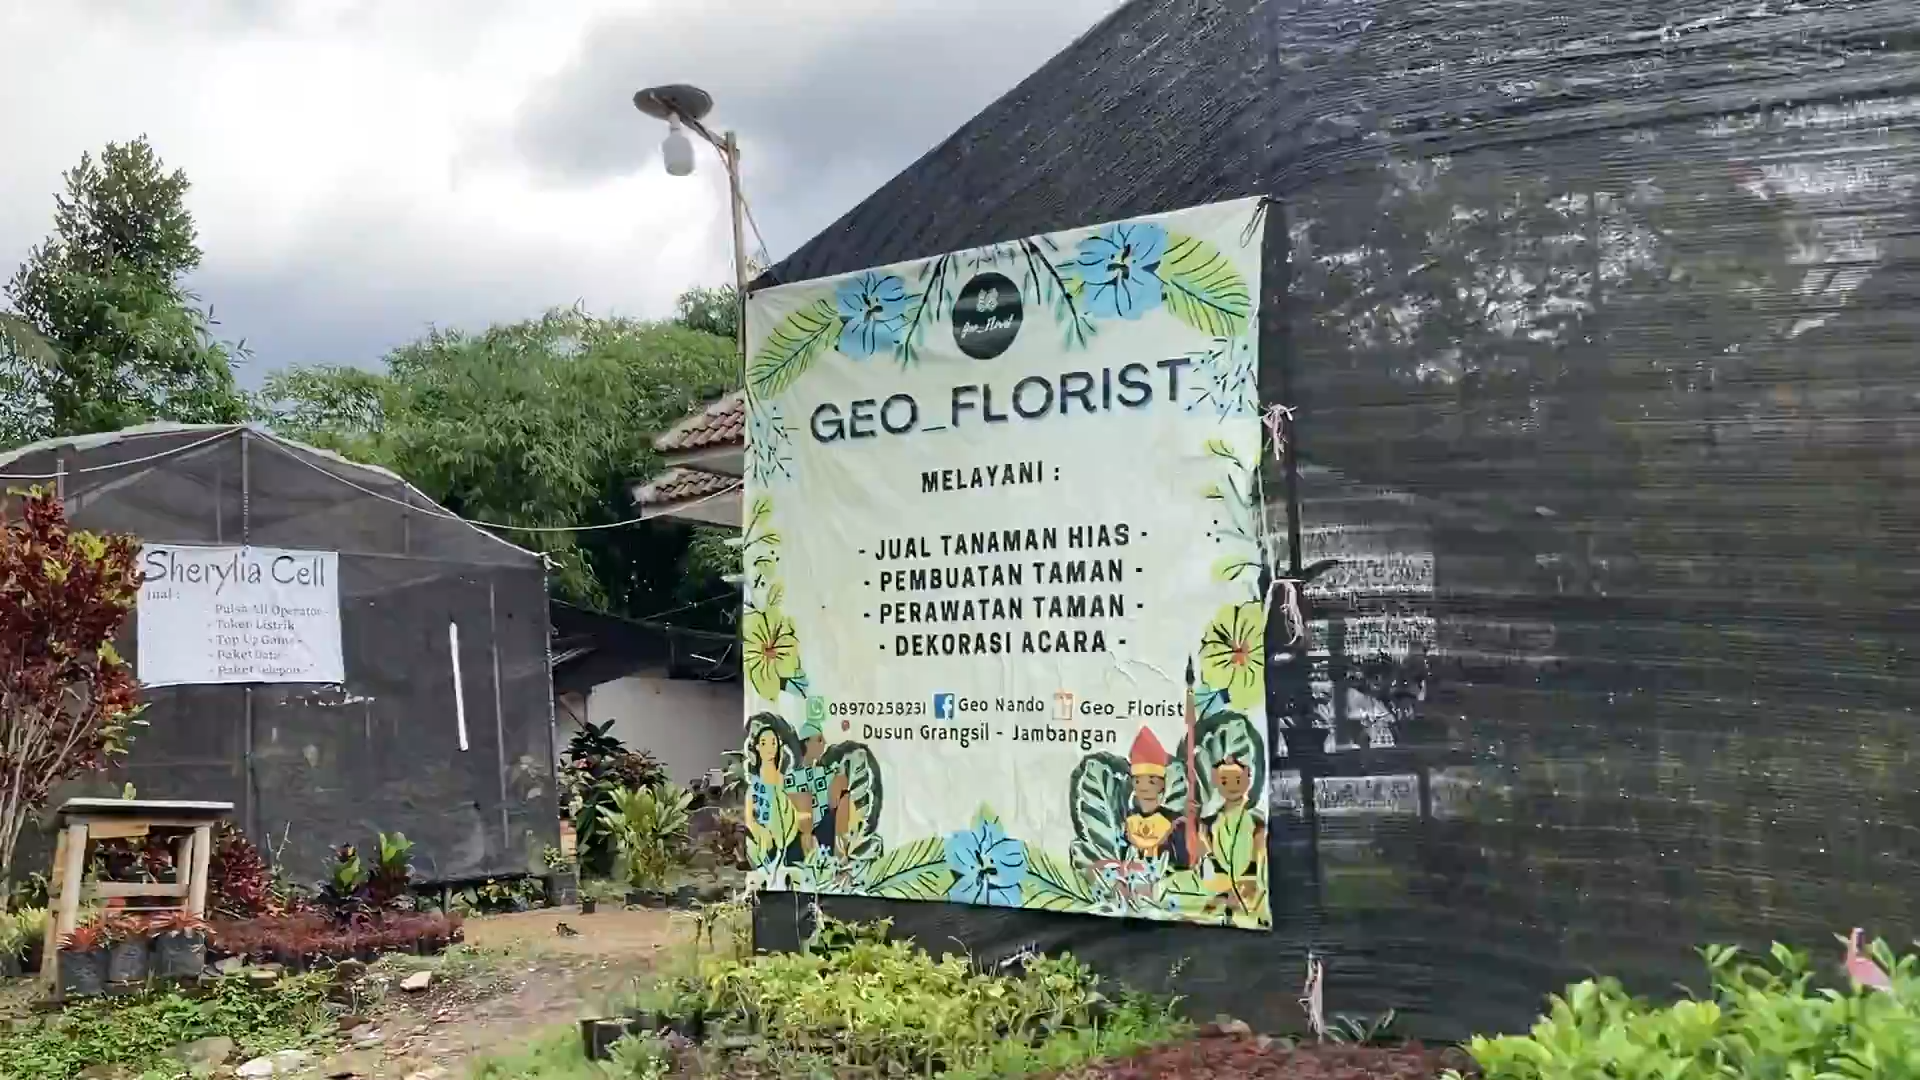 Geo_Florist
GEO_FLORIST
MELAYANI :
- JUAL TANAMAN HIAS -
- PEMBUATAN TAMAN -
- PERAWATAN TAMAN -
- DEKORASI ACARA -
08970258231 Geo Nando Geo_Florist
Dusun Grangsil - Jambangan
Sherylia Cell
Jual :
- Pulsa All Operator -
- Token Listrik
- Top Up Game -
- Paket Data -
- Paket Telepon -